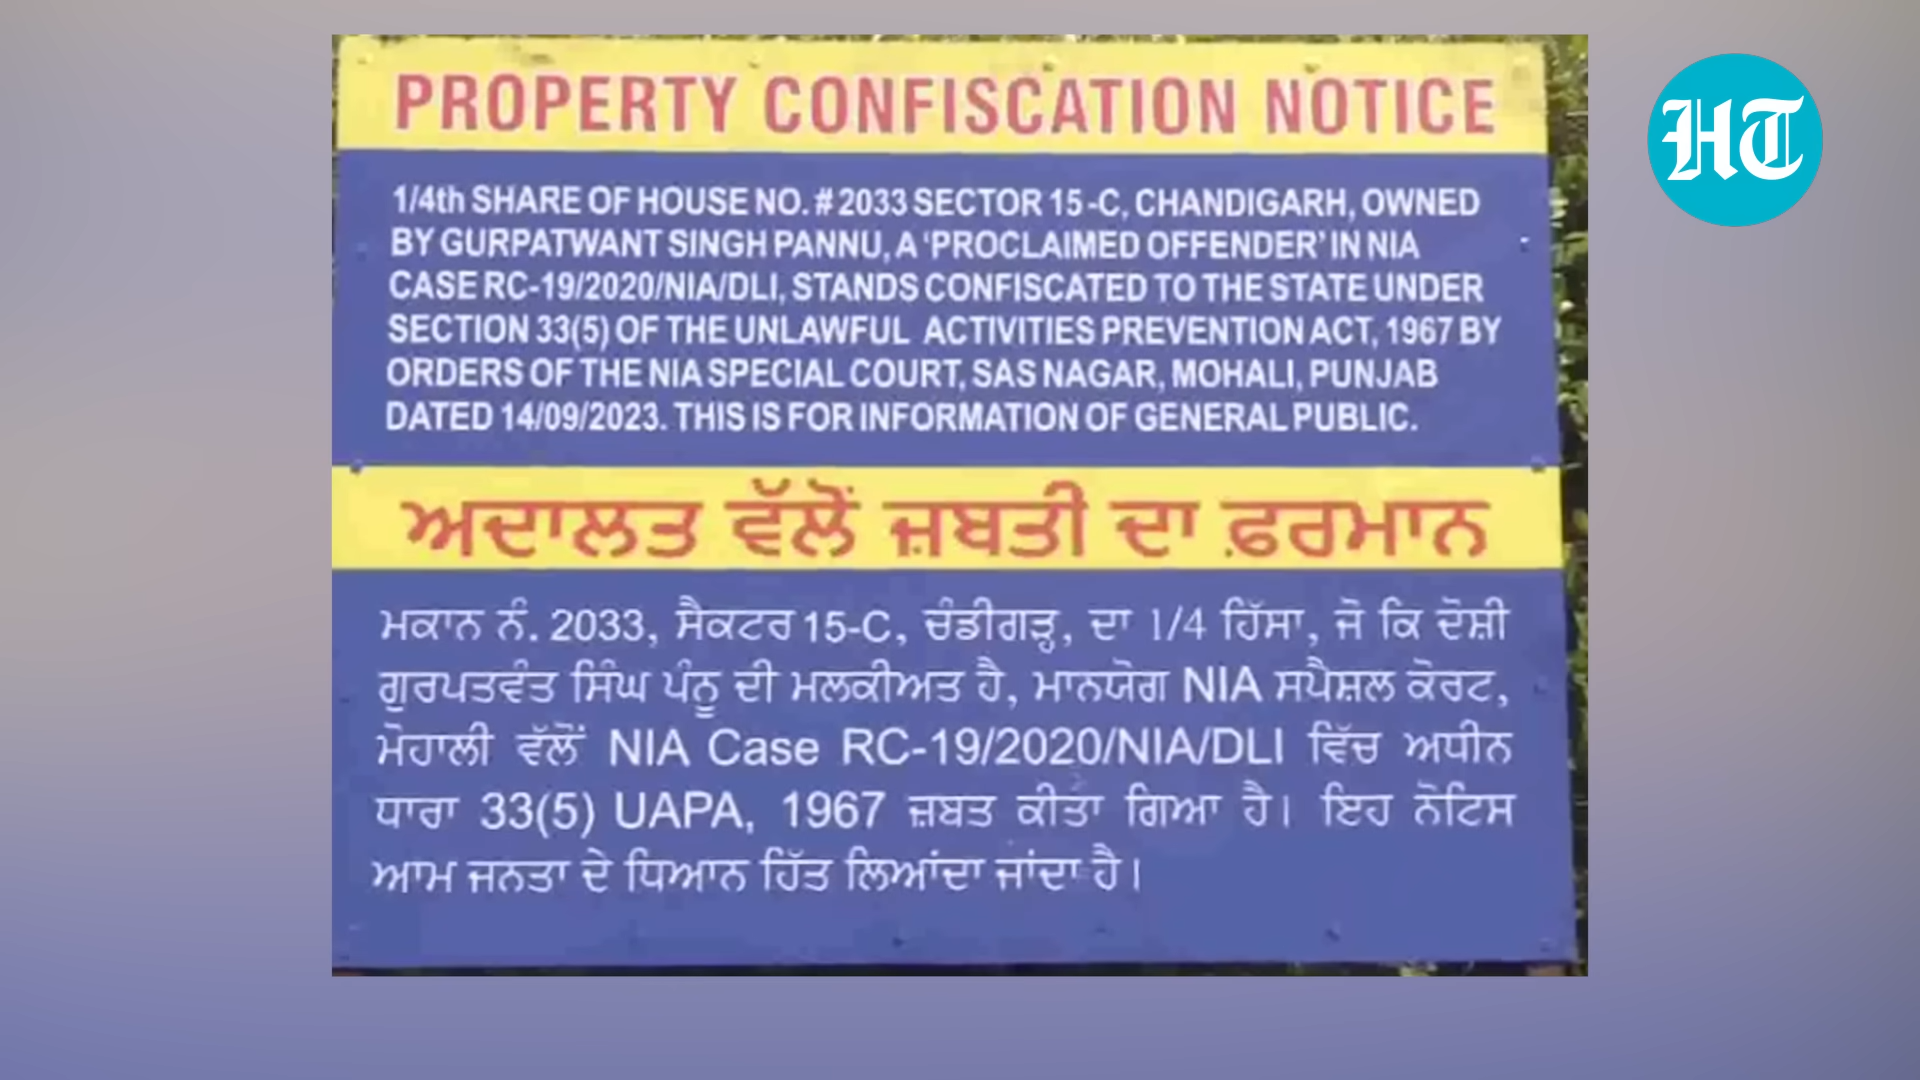 HT
PROPERTY CONFISCATION NOTICE
1/4th SHARE OF HOUSE NO. # 2033 SECTOR 15-C, CHANDIGARH, OWNED
BY GURPATWANT SINGH PANNU, A 'PROCLAIMED OFFENDER' IN NIA
CASE RC-19/2020/NIA/DLI, STANDS CONFISCATED TO THE STATE UNDER
SECTION 33(5) OF THE UNLAWFUL ACTIVITIES PREVENTION ACT, 1967 BY
ORDERS OF THE NIA SPECIAL COURT, SAS NAGAR, MOHALI, PUNJAB
DATED 14/09/2023. THIS IS FOR INFORMATION OF GENERAL PUBLIC.
ਅਦਾਲਤ ਵੱਲੋਂ ਜ਼ਬਤੀ ਦਾ ਫ਼ਰਮਾਨ
ਮਕਾਨ ਨੰ. 2033, ਸੈਕਟਰ 15-C, ਚੰਡੀਗੜ੍ਹ, ਦਾ 1/4 ਹਿੱਸਾ, ਜੋ ਕਿ ਦੋਸ਼ੀ
ਗੁਰਪਤਵੰਤ ਸਿੰਘ ਪੰਨੂ ਦੀ ਮਲਕੀਅਤ ਹੈ, ਮਾਨਯੋਗ NIA ਸਪੈਸ਼ਲ ਕੋਰਟ,
ਮੋਹਾਲੀ ਵੱਲੋਂ NIA Case RC-19/2020/NIA/DLI ਵਿੱਚ ਅਧੀਨ
ਧਾਰਾ 33(5) UAPA, 1967 ਜ਼ਬਤ ਕੀਤਾ ਗਿਆ ਹੈ। ਇਹ ਨੋਟਿਸ
ਆਮ ਜਨਤਾ ਦੇ ਧਿਆਨ ਹਿੱਤ ਲਿਆਂਦਾ ਜਾਂਦਾ ਹੈ।